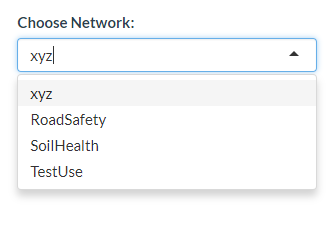 Choose Network:
xyz
xyz
RoadSafety
SoilHealth
TestUse